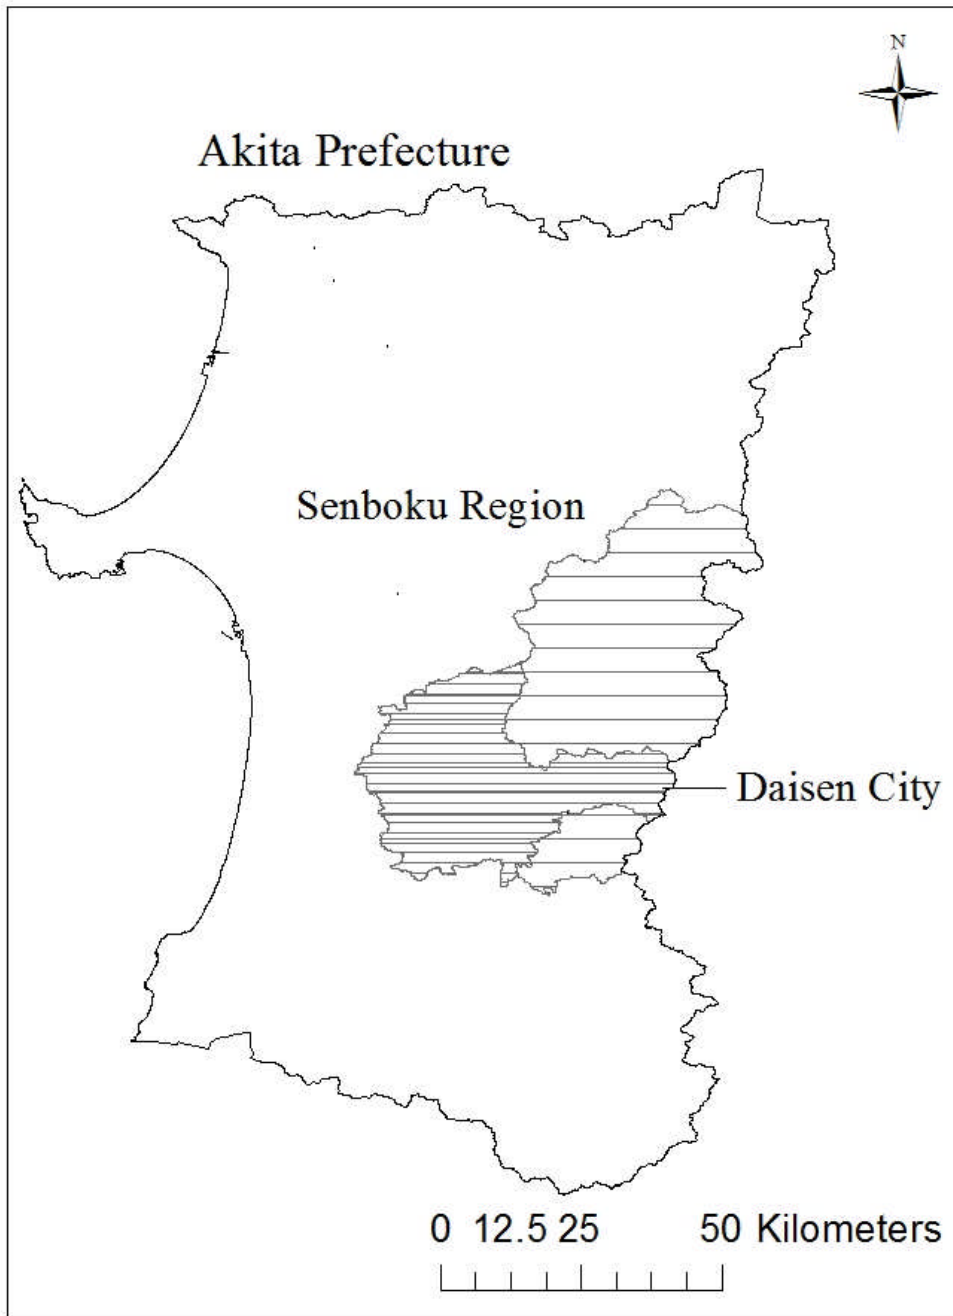 N
Akita Prefecture
Senboku Region
Daisen City
0 12.5 25 50 Kilometers